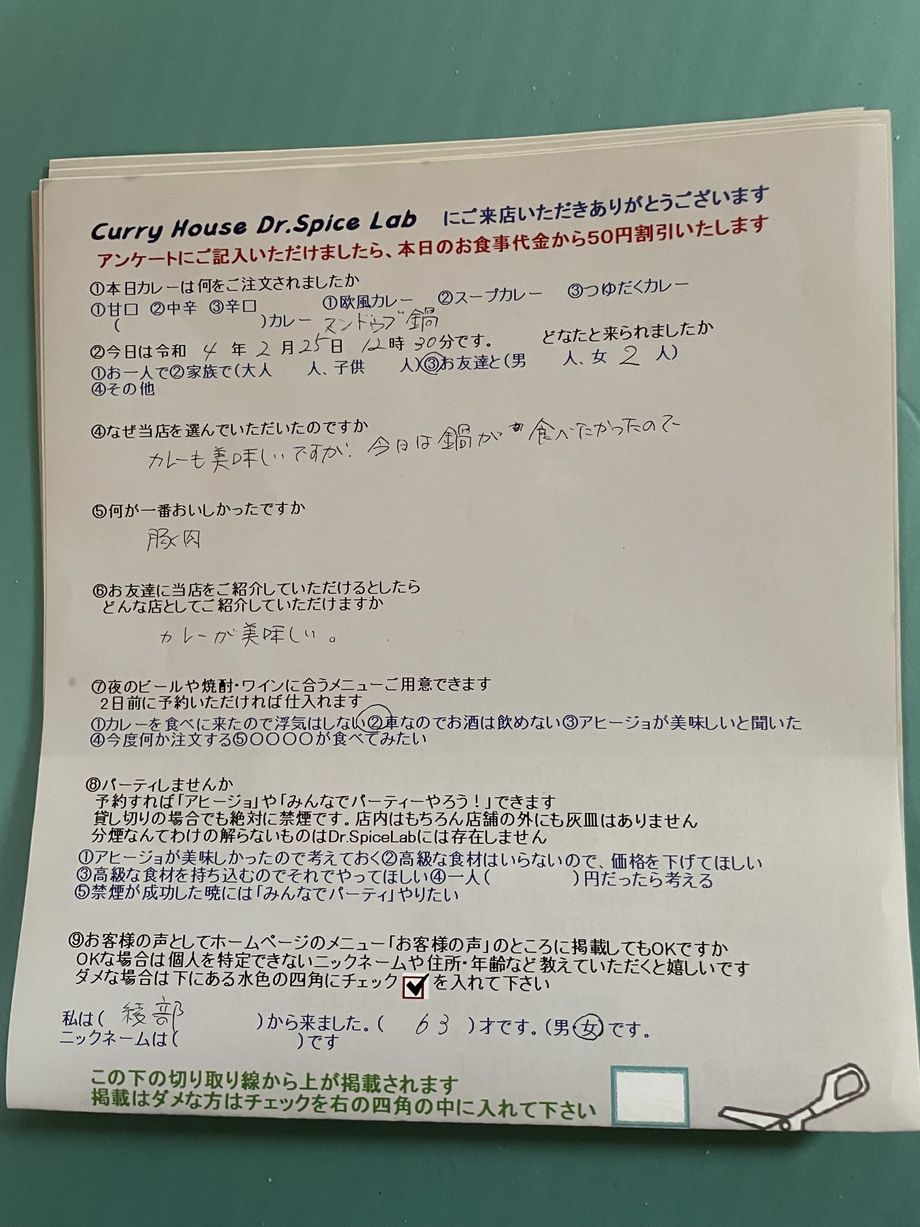 Curry House Dr.Spice Lab にご来店いただきありがとうございます
アンケートにご記入いただけましたら、本日のお食事代金から50円割引いたします
①本日カレーは何をご注文されましたか
①甘口 ②中辛 ③辛口 ①欧風カレー ②スープカレー ③つゆだくカレー
( )カレー スンドゥブ鍋
②今日は令和 4 年 2 月 25日 12時 30分です。 どなたと来られましたか
①お一人で②家族で(大人 人、子供 人)③お友達と(男 人、女 2 人)
④その他
④なぜ当店を選んでいただいたのですか
カレーも美味しいですが、今日は鍋が食べたかったので
⑤何が一番おいしかったですか
豚肉
⑥お友達に当店をご紹介していただけるとしたら
どんな店としてご紹介していただけますか
カレーが美味しい。
⑦夜のビールや焼酎・ワインに合うメニューご用意できます
2日前に予約いただければ仕入れます
①カレーを食べに来たので浮気はしない②車なのでお酒は飲めない③アヒージョが美味しいと聞いた
④今度何か注文する⑤〇〇〇〇が食べてみたい
⑧パーティしませんか
予約すれば「アヒージョ」や「みんなでパーティーやろう!」できます
貸し切りの場合でも絶対に禁煙です。店内はもちろん店舗の外にも灰皿はありません
分煙なんてわけの解らないものはDr.SpiceLabには存在しません
①アヒージョが美味しかったので考えておく②高級な食材はいらないので、価格を下げてほしい
③高級な食材を持ち込むのでそれでやってほしい④一人( )円だったら考える
⑤禁煙が成功した暁には「みんなでパーティ」やりたい
⑨お客様の声としてホームページのメニュー「お客様の声」のところに掲載してもOKですか
OKな場合は個人を特定できないニックネームや住所・年齢など教えていただくと嬉しいです
ダメな場合は下にある水色の四角にチェック を入れて下さい
私は( 綾部 )から来ました。( 63 )才です。(男・女)です。
ニックネームは( )です
この下の切り取り線から上が掲載されます
掲載はダメな方はチェックを右の四角の中に入れて下さい